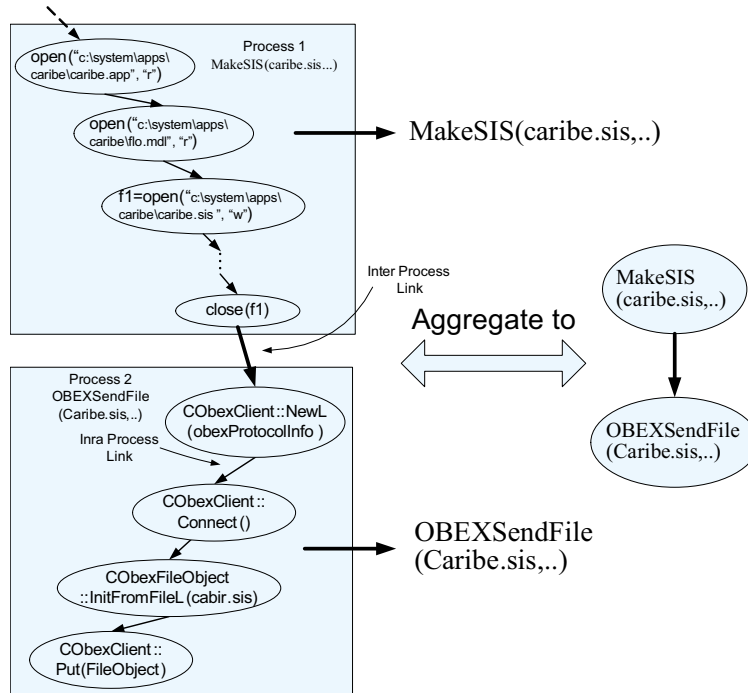 Process 1
MakeSIS(caribe.sis...)
open("c:\system\apps\
caribe\caribe.app", "r")
open("c:\system\apps\
caribe\flo.mdl", "r")
MakeSIS(caribe.sis,..)
f1=open("c:\system\apps\
caribe\caribe.sis", "w")
close(f1)
Inter Process
Link
Aggregate to
MakeSIS
(caribe.sis,..)
OBEXSendFile
(Caribe.sis,..)
Process 2
OBEXSendFile
(Caribe.sis,..)
CObexClient::NewL
(obexProtocolInfo )
Inra Process
Link
CObexClient::
Connect()
OBEXSendFile
(Caribe.sis,..)
CObexFileObject
::InitFromFileL(cabir.sis)
CObexClient::
Put(FileObject)